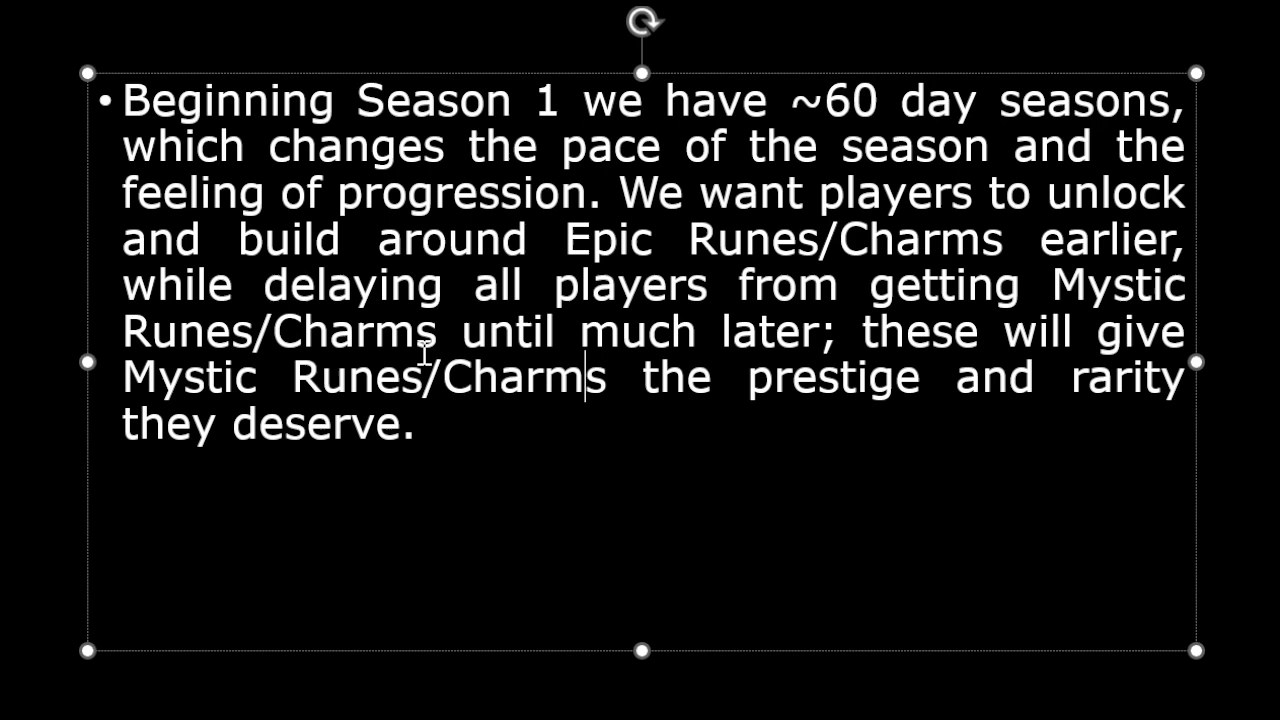 • Beginning Season 1 we have ~60 day seasons,
which changes the pace of the season and the
feeling of progression. We want players to unlock
and build around Epic Runes/Charms earlier,
while delaying all players from getting Mystic
Runes/Charms until much later; these will give
Mystic Runes/Charms the prestige and rarity
they deserve.